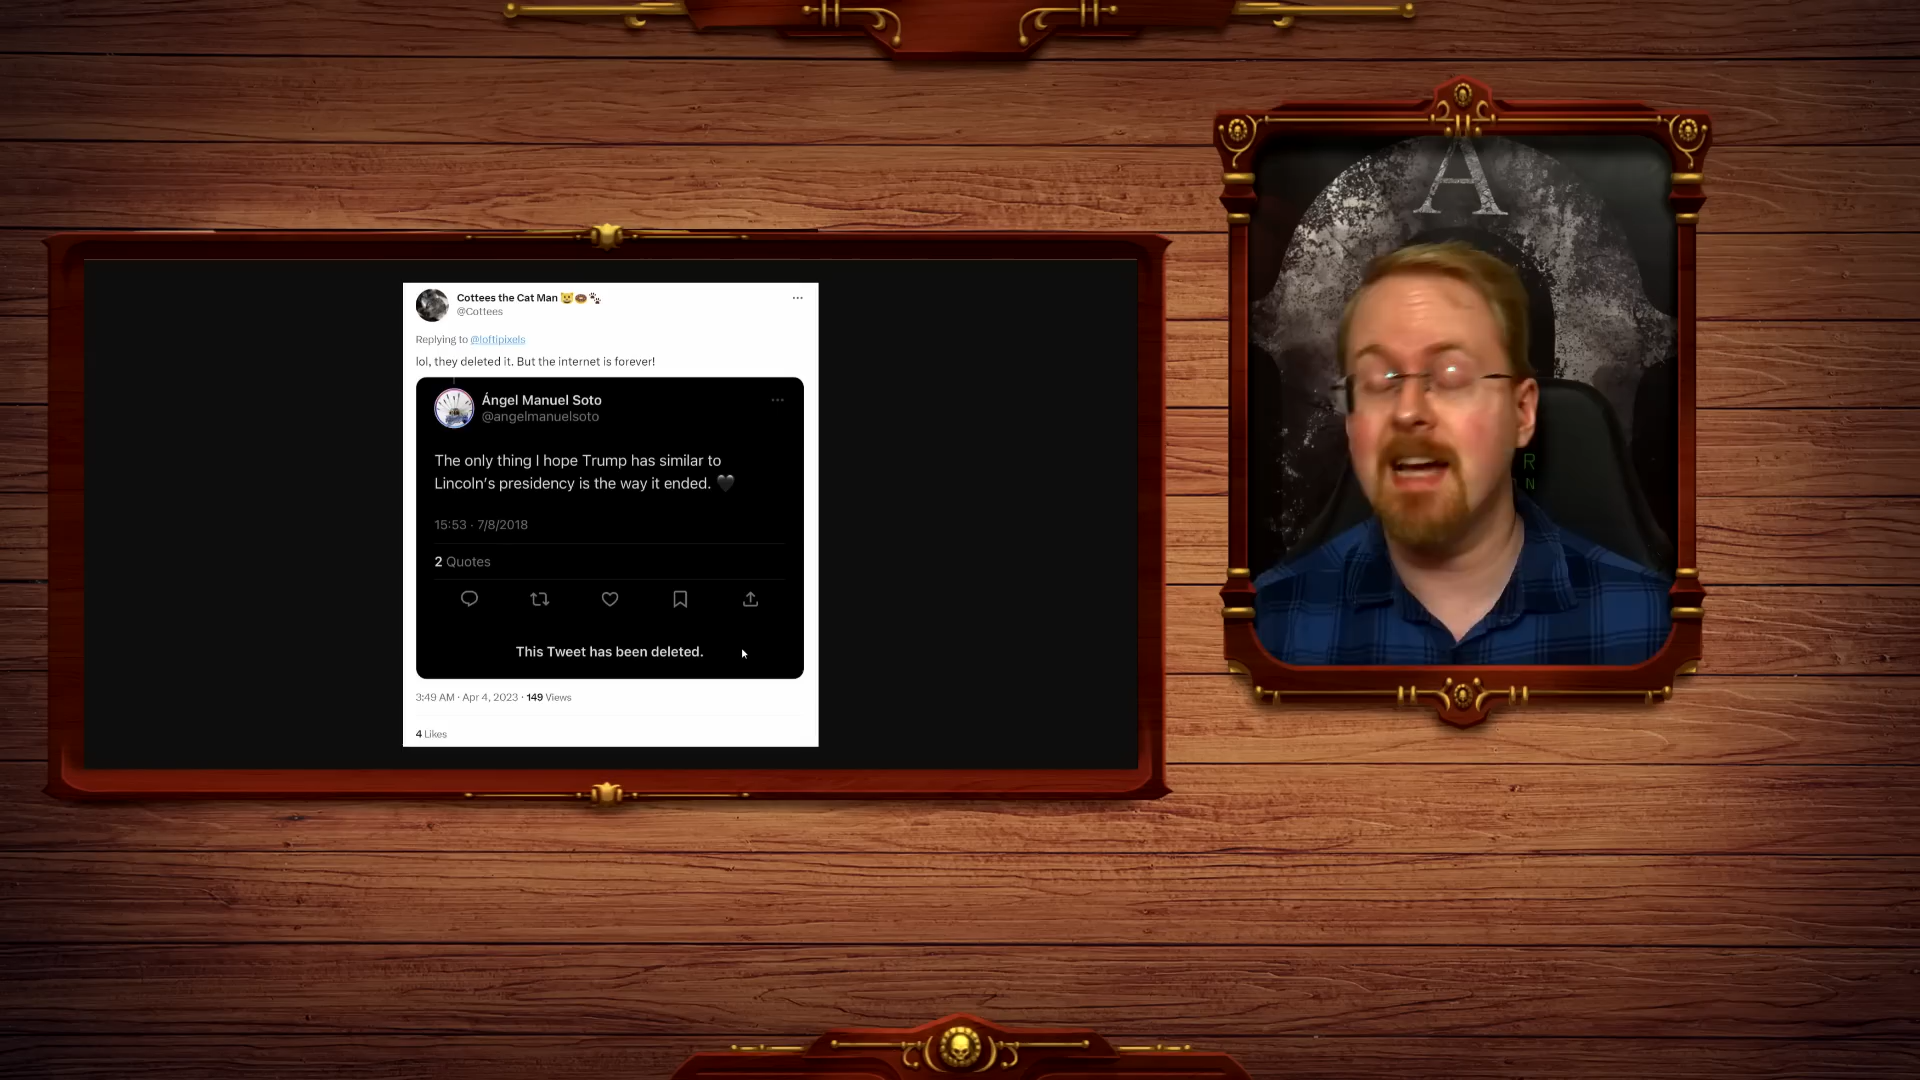 A
Cottees the Cat Man
@Cottees
Replying to @loftipixels
lol, they deleted it. But the internet is forever!
Ángel Manuel Soto
@angelmanuelsoto
The only thing I hope Trump has similar to
Lincoln's presidency is the way it ended. 🖤
15:53 · 7/8/2018
2 Quotes
This Tweet has been deleted.
3:49 AM · Apr 4, 2023 · 149 Views
4 Likes
R
N